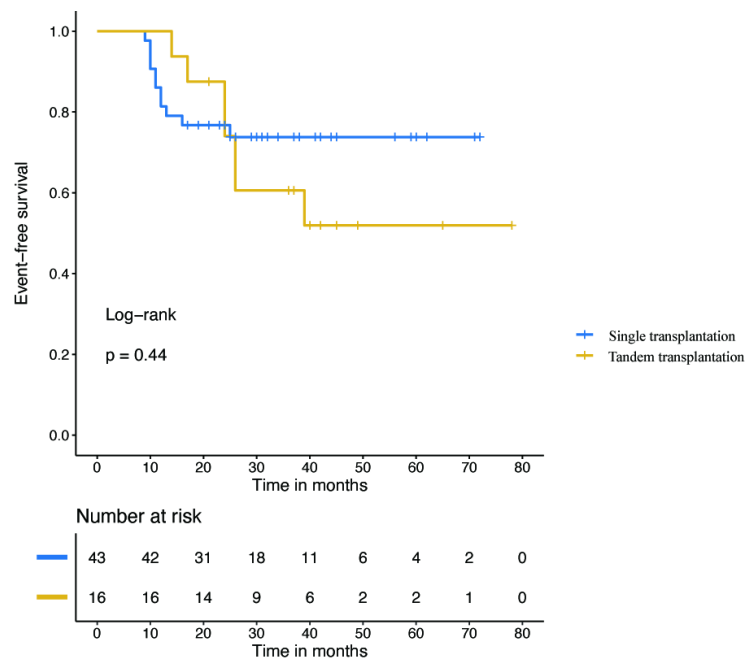 1.0
0.8
0.6
0.4
0.2
0.0
Event−free survival
Log−rank
p = 0.44
0 10 20 30 40 50 60 70 80
Time in months
Single transplantation
Tandem transplantation
Number at risk
43 42 31 18 11 6 4 2 0
16 16 14 9 6 2 2 1 0
0 10 20 30 40 50 60 70 80
Time in months